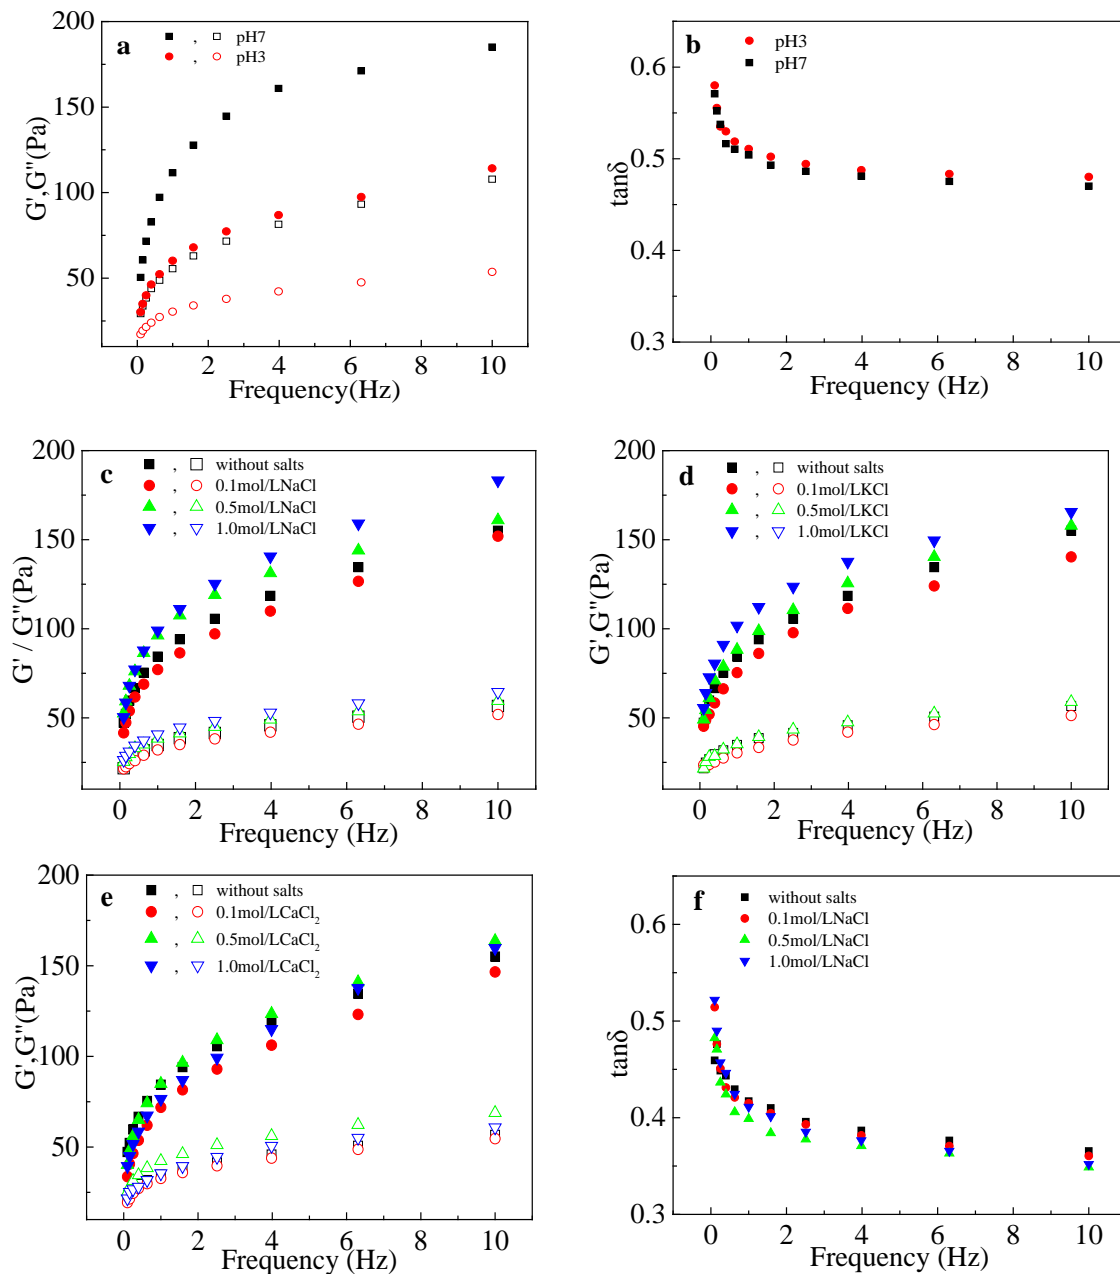 a
, pH7
, pH3
200
150
100
50
G',G"(Pa)
0 2 4 6 8 10
Frequency(Hz)
b
pH3
pH7
0.6
0.5
0.4
0.3
tanδ
0 2 4 6 8 10
Frequency (Hz)
c
, without salts
, 0.1mol/LNaCl
, 0.5mol/LNaCl
, 1.0mol/LNaCl
200
150
100
50
G' / G"(Pa)
0 2 4 6 8 10
Frequency (Hz)
d
, without salts
, 0.1mol/LKCl
, 0.5mol/LKCl
, 1.0mol/LKCl
200
150
100
50
G',G"(Pa)
0 2 4 6 8 10
Frequency (Hz)
e
, without salts
, 0.1mol/LCaCl₂
, 0.5mol/LCaCl₂
, 1.0mol/LCaCl₂
200
150
100
50
G',G"(Pa)
0 2 4 6 8 10
Frequency (Hz)
f
without salts
0.1mol/LNaCl
0.5mol/LNaCl
1.0mol/LNaCl
0.6
0.5
0.4
0.3
tanδ
0 2 4 6 8 10
Frequency (Hz)